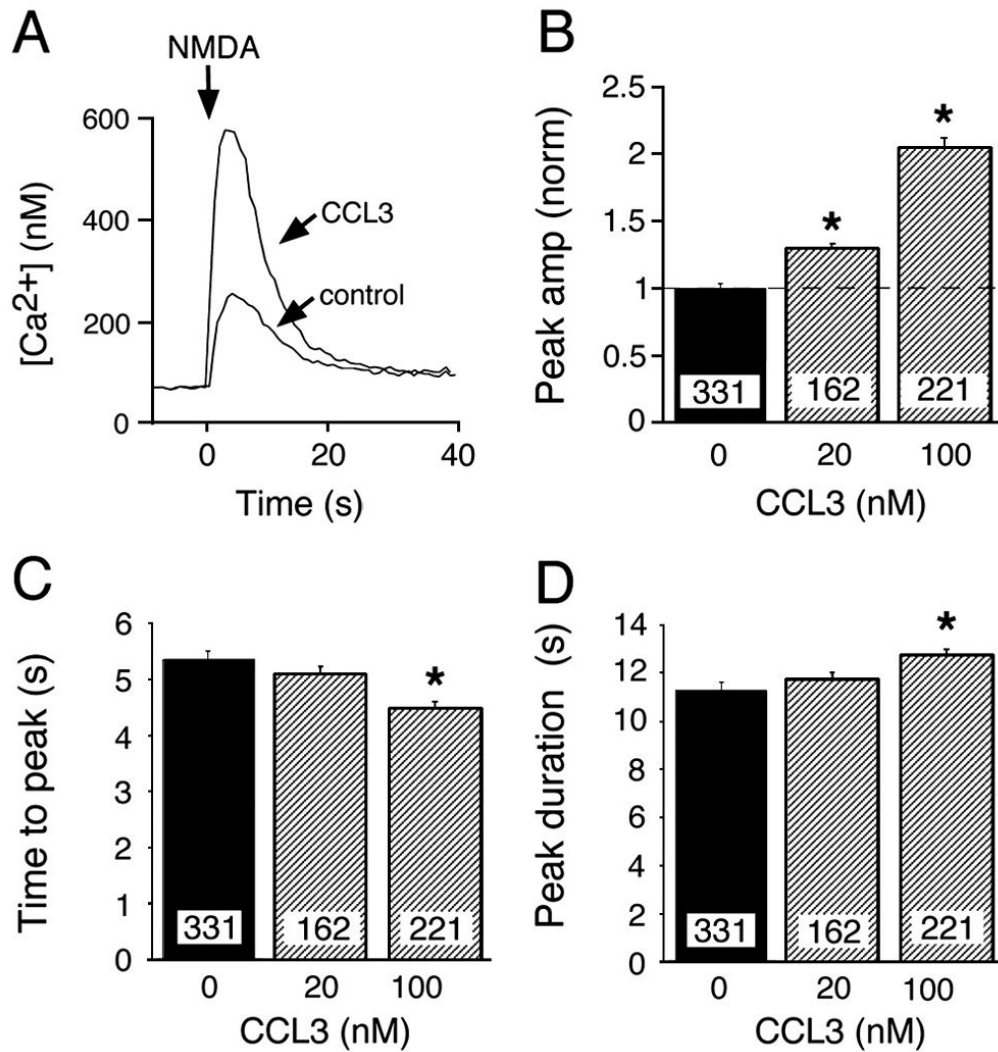 A
NMDA
600
400
200
0
[Ca2+] (nM)
CCL3
control
0 20 40
Time (s)
B
2.5
2
1.5
1
0.5
0
Peak amp (norm)
*
*
331 162 221
0 20 100
CCL3 (nM)
C
6
5
4
3
2
1
0
Time to peak (s)
*
331 162 221
0 20 100
CCL3 (nM)
D
14
12
10
8
6
4
2
0
Peak duration (s)
*
331 162 221
0 20 100
CCL3 (nM)